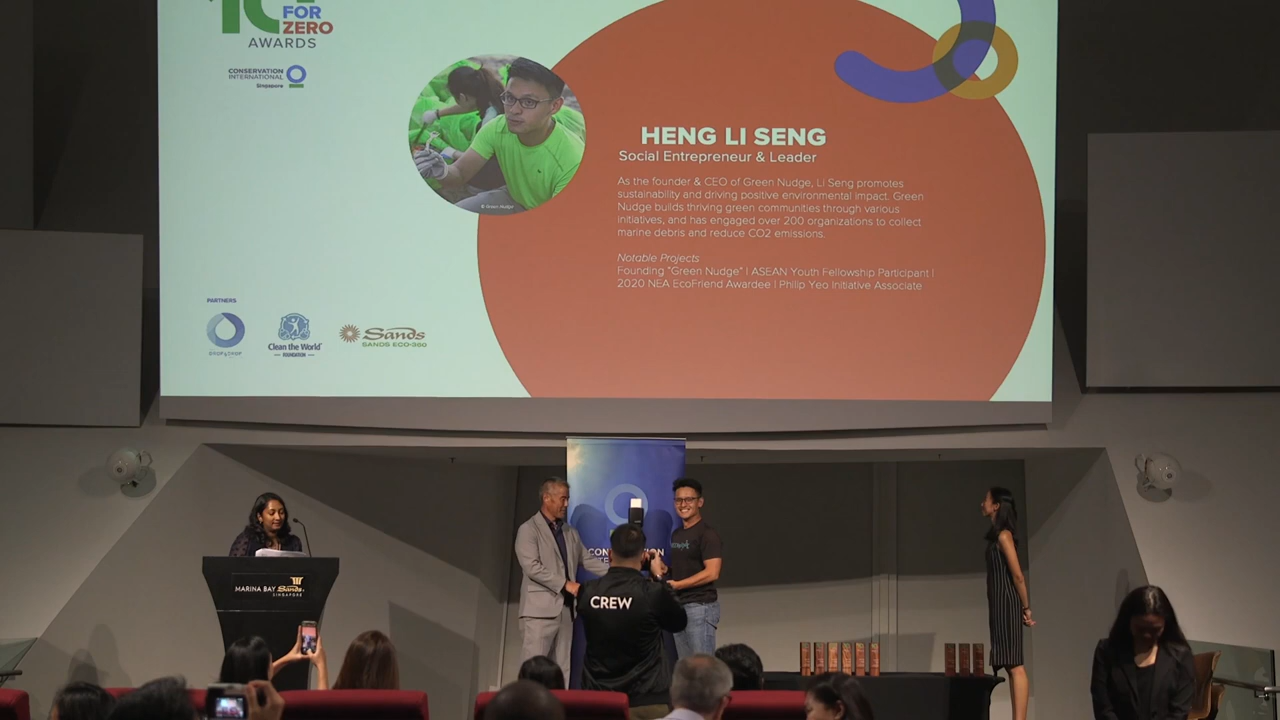 FOR
ZERO
AWARDS
CONSERVATION
INTERNATIONAL
Singapore
© Green Nudge
HENG LI SENG
Social Entrepreneur & Leader
As the founder & CEO of Green Nudge, Li Seng promotes
sustainability and driving positive environmental impact. Green
Nudge builds thriving green communities through various
initiatives, and has engaged over 200 organizations to collect
marine debris and reduce CO2 emissions.
Notable Projects
Founding "Green Nudge" | ASEAN Youth Fellowship Participant |
2020 NEA EcoFriend Awardee | Philip Yeo Initiative Associate
PARTNERS
Clean the World
FOUNDATION
Sands
SANDS ECO-360
MARINA BAY Sands
SINGAPORE
CREW